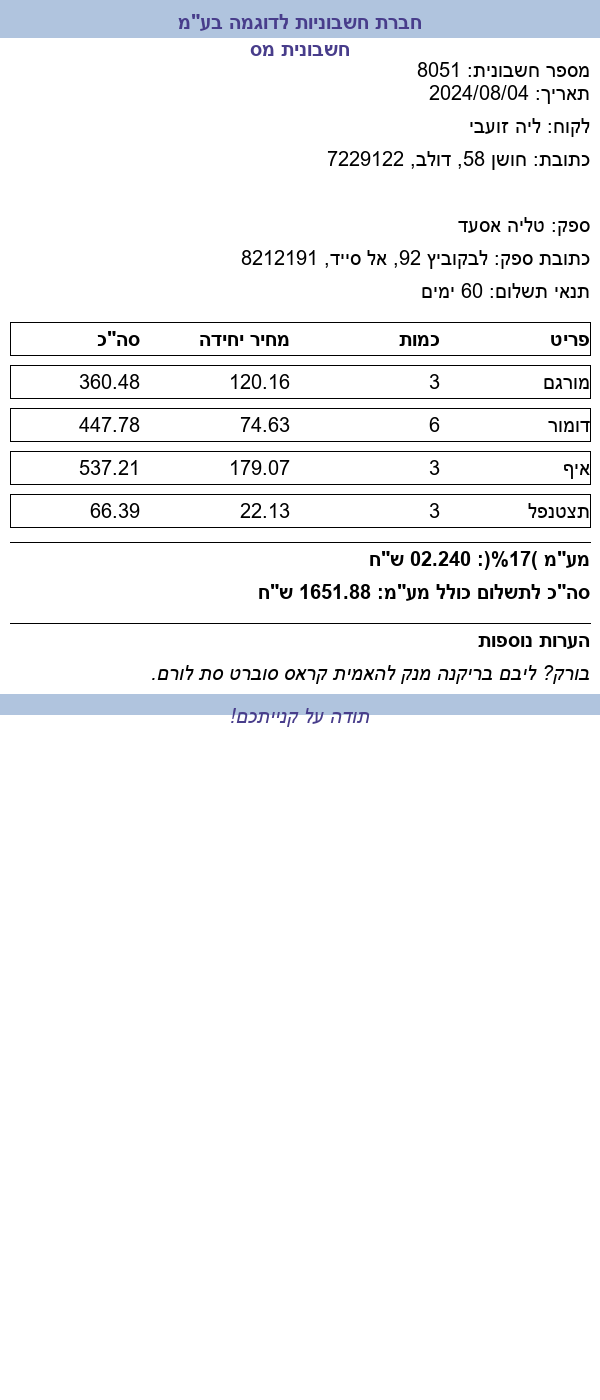 חברת חשבוניות לדוגמה בע"מ
חשבונית מס
מספר חשבונית: 8051
תאריך: 2024/08/04
לקוח: ליה זועבי
כתובת: חושן 58, דולב, 7229122
ספק: טליה אסעד
כתובת ספק: לבקוביץ 92, אל סייד, 8212191
תנאי תשלום: 60 ימים
פריט כמות מחיר יחידה סה"כ
מורגם 3 120.16 360.48
דומור 6 74.63 447.78
איף 3 179.07 537.21
תצטנפל 3 22.13 66.39
מע"מ )17%(: 02.240 ש"ח
סה"כ לתשלום כולל מע"מ: 1651.88 ש"ח
הערות נוספות
בורק? ליבם בריקנה מנק להאמית קראס סוברט סת לורם.
תודה על קנייתכם!